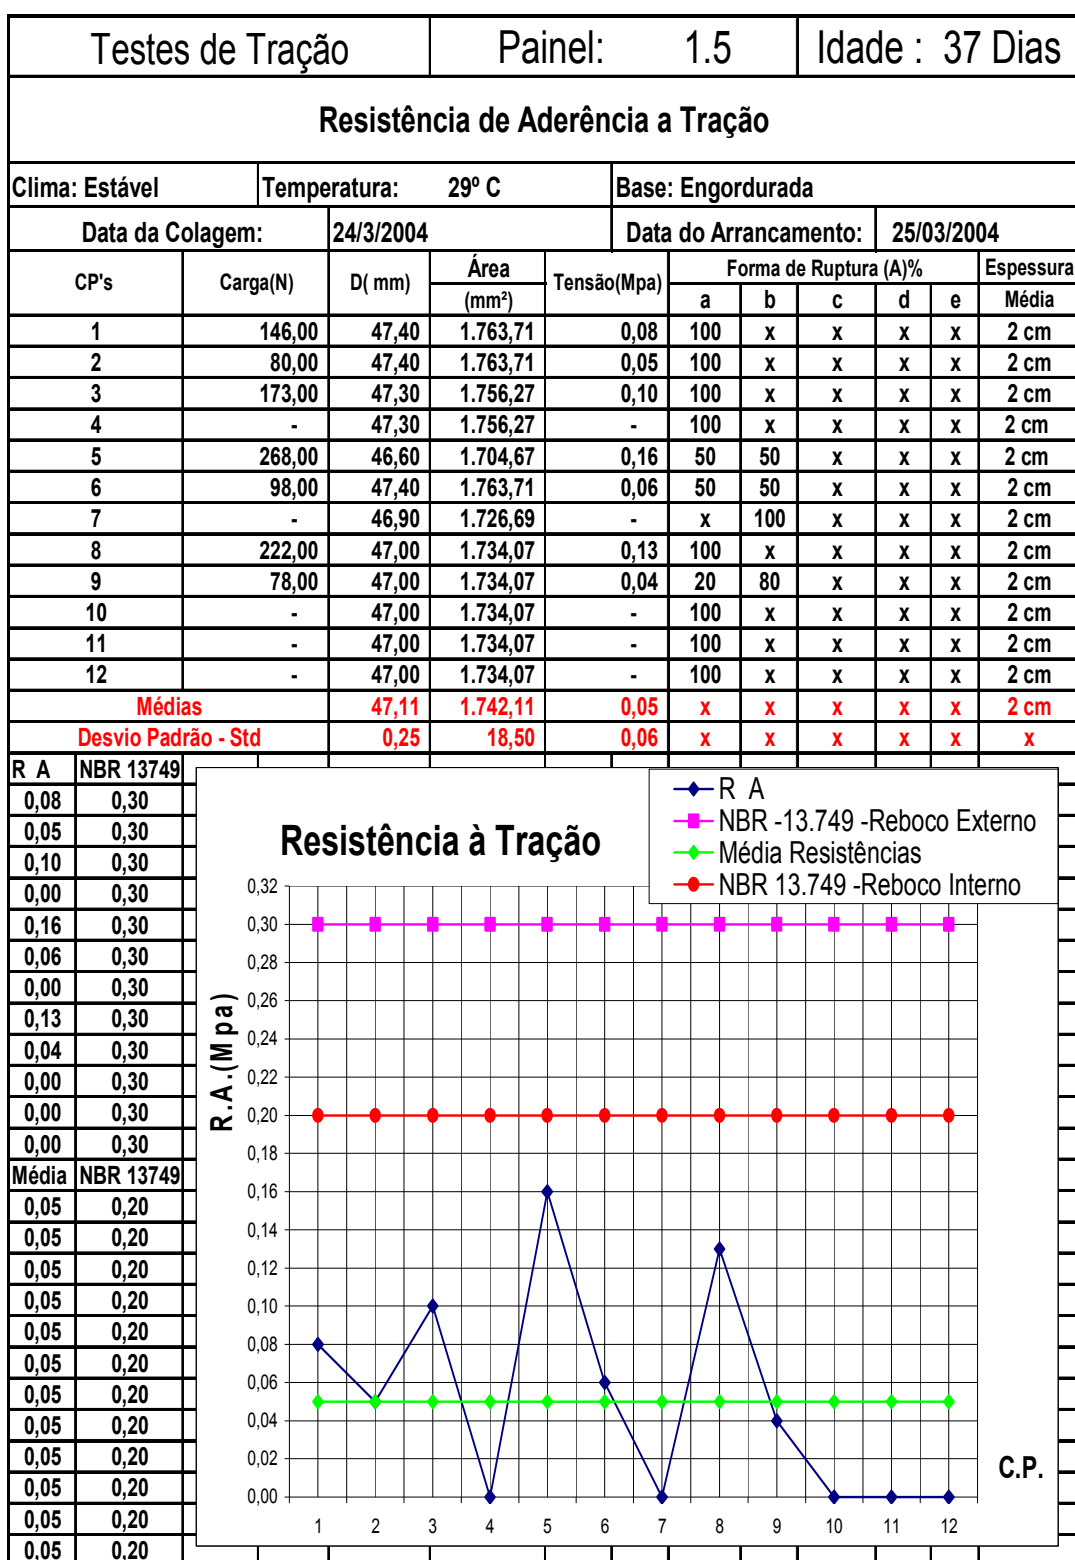 Testes de Tração Painel: 1.5 Idade : 37 Dias
Resistência de Aderência a Tração
Clima: Estável Temperatura: 29º C Base: Engordurada
Data da Colagem: 24/3/2004 Data do Arrancamento: 25/03/2004
CP's Carga(N) D( mm) Área (mm²) Tensão(Mpa) Forma de Ruptura (A)% Espessura
a b c d e Média
1 146,00 47,40 1.763,71 0,08 100 x x x x 2 cm
2 80,00 47,40 1.763,71 0,05 100 x x x x 2 cm
3 173,00 47,30 1.756,27 0,10 100 x x x x 2 cm
4 - 47,30 1.756,27 - 100 x x x x 2 cm
5 268,00 46,60 1.704,67 0,16 50 50 x x x 2 cm
6 98,00 47,40 1.763,71 0,06 50 50 x x x 2 cm
7 - 46,90 1.726,69 - x 100 x x x 2 cm
8 222,00 47,00 1.734,07 0,13 100 x x x x 2 cm
9 78,00 47,00 1.734,07 0,04 20 80 x x x 2 cm
10 - 47,00 1.734,07 - 100 x x x x 2 cm
11 - 47,00 1.734,07 - 100 x x x x 2 cm
12 - 47,00 1.734,07 - 100 x x x x 2 cm
Médias 47,11 1.742,11 0,05 x x x x x 2 cm
Desvio Padrão - Std 0,25 18,50 0,06 x x x x x x
R A NBR 13749
0,08 0,30
0,05 0,30
0,10 0,30
0,00 0,30
0,16 0,30
0,06 0,30
0,00 0,30
0,13 0,30
0,04 0,30
0,00 0,30
0,00 0,30
0,00 0,30
Média NBR 13749
0,05 0,20
0,05 0,20
0,05 0,20
0,05 0,20
0,05 0,20
0,05 0,20
0,05 0,20
0,05 0,20
0,05 0,20
0,05 0,20
0,05 0,20
0,05 0,20
Resistência à Tração
R A
NBR -13.749 -Reboco Externo
Média Resistências
NBR 13.749 -Reboco Interno
R.A.(Mpa)
0,32
0,30
0,28
0,26
0,24
0,22
0,20
0,18
0,16
0,14
0,12
0,10
0,08
0,06
0,04
0,02
0,00
1 2 3 4 5 6 7 8 9 10 11 12
C.P.